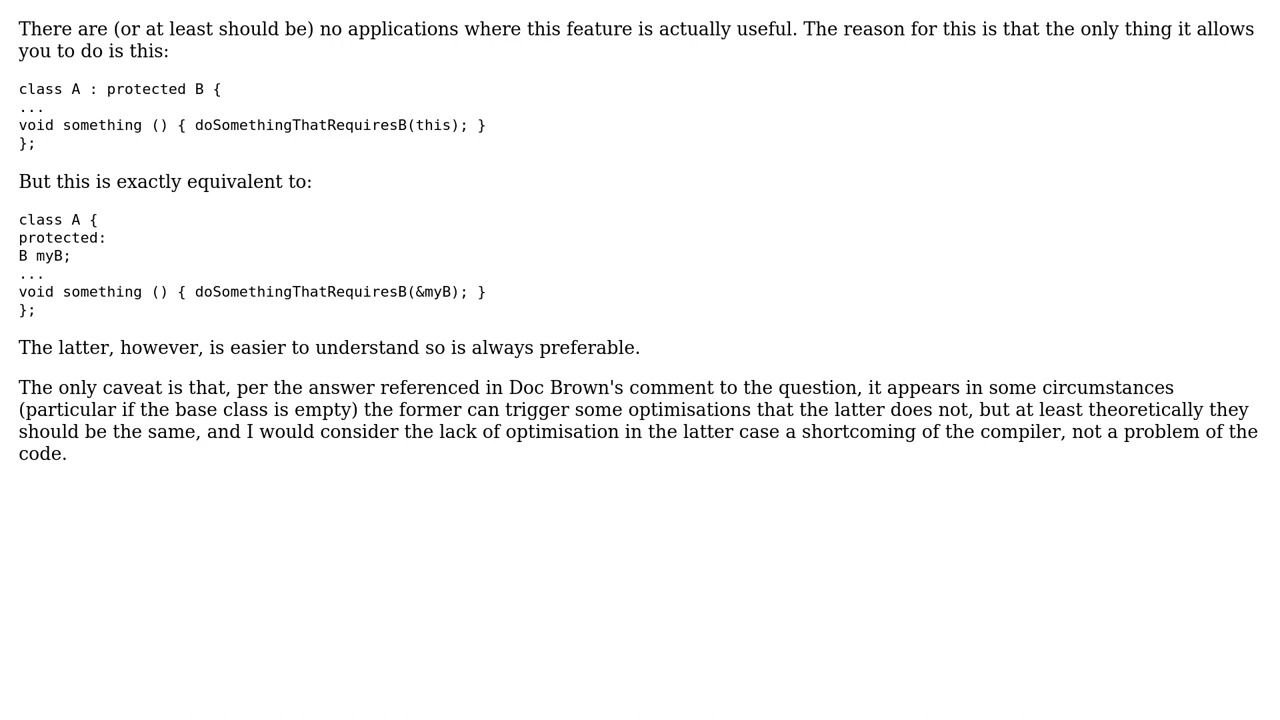 There are (or at least should be) no applications where this feature is actually useful. The reason for this is that the only thing it allows
you to do is this:
class A : protected B {
...
void something () { doSomethingThatRequiresB(this); }
};
But this is exactly equivalent to:
class A {
protected:
B myB;
...
void something () { doSomethingThatRequiresB(&myB); }
};
The latter, however, is easier to understand so is always preferable.
The only caveat is that, per the answer referenced in Doc Brown's comment to the question, it appears in some circumstances
(particular if the base class is empty) the former can trigger some optimisations that the latter does not, but at least theoretically they
should be the same, and I would consider the lack of optimisation in the latter case a shortcoming of the compiler, not a problem of the
code.